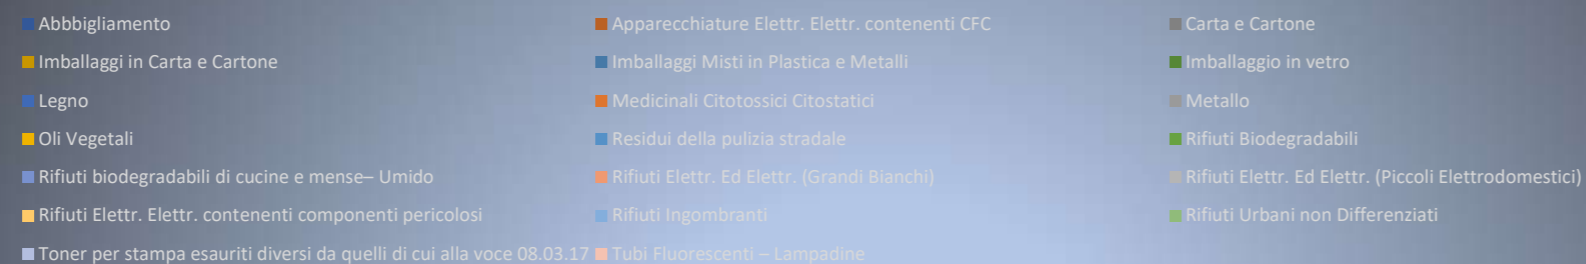 Abbbigliamento Apparecchiature Elettr. Elettr. contenenti CFC Carta e Cartone
Imballaggi in Carta e Cartone Imballaggi Misti in Plastica e Metalli Imballaggio in vetro
Legno Medicinali Citotossici Citostatici Metallo
Oli Vegetali Residui della pulizia stradale Rifiuti Biodegradabili
Rifiuti biodegradabili di cucine e mense– Umido Rifiuti Elettr. Ed Elettr. (Grandi Bianchi) Rifiuti Elettr. Ed Elettr. (Piccoli Elettrodomestici)
Rifiuti Elettr. Elettr. contenenti componenti pericolosi Rifiuti Ingombranti Rifiuti Urbani non Differenziati
Toner per stampa esauriti diversi da quelli di cui alla voce 08.03.17 Tubi Fluorescenti – Lampadine